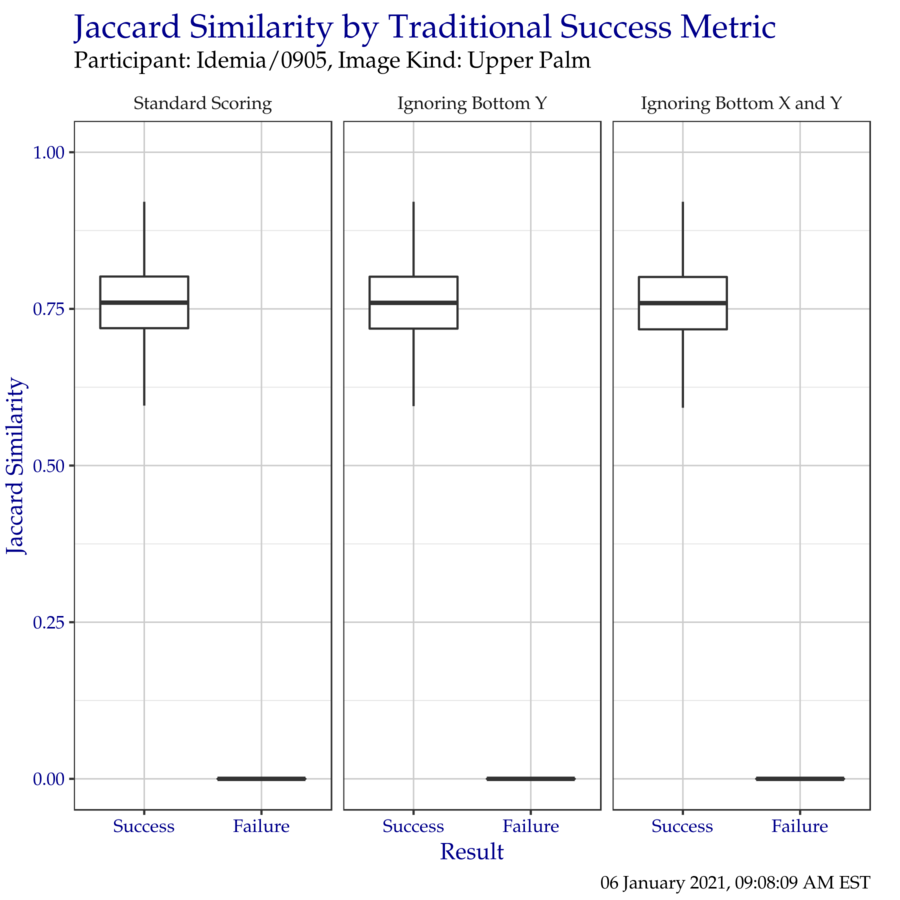 Jaccard Similarity by Traditional Success Metric
Participant: Idemia/0905, Image Kind: Upper Palm
Standard Scoring
Ignoring Bottom Y
Ignoring Bottom X and Y
Jaccard Similarity
1.00
0.75
0.50
0.25
0.00
Success Failure
Success Failure
Success Failure
Result
06 January 2021, 09:08:09 AM EST